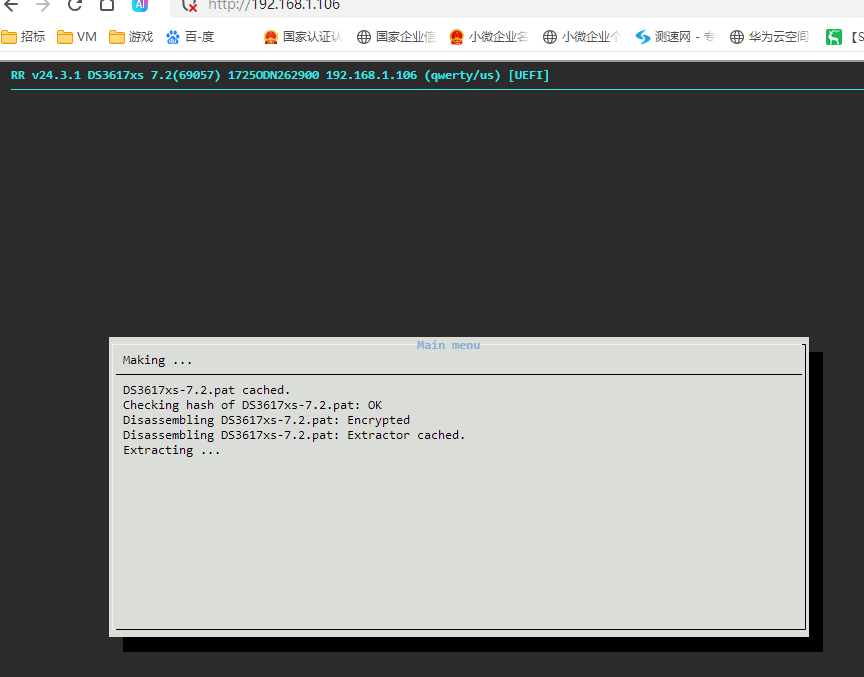 AI http://192.168.1.106
招标 VM 游戏 百-度 国家认证 国家企业信 小微企业名 小微企业 测速网 - 专 华为云空间 【S
RR v24.3.1 DS3617xs 7.2(69057) 1725ODN262900 192.168.1.106 (qwerty/us) [UEFI]
Main menu
Making ...
DS3617xs-7.2.pat cached.
Checking hash of DS3617xs-7.2.pat: OK
Disassembling DS3617xs-7.2.pat: Encrypted
Disassembling DS3617xs-7.2.pat: Extractor cached.
Extracting ...